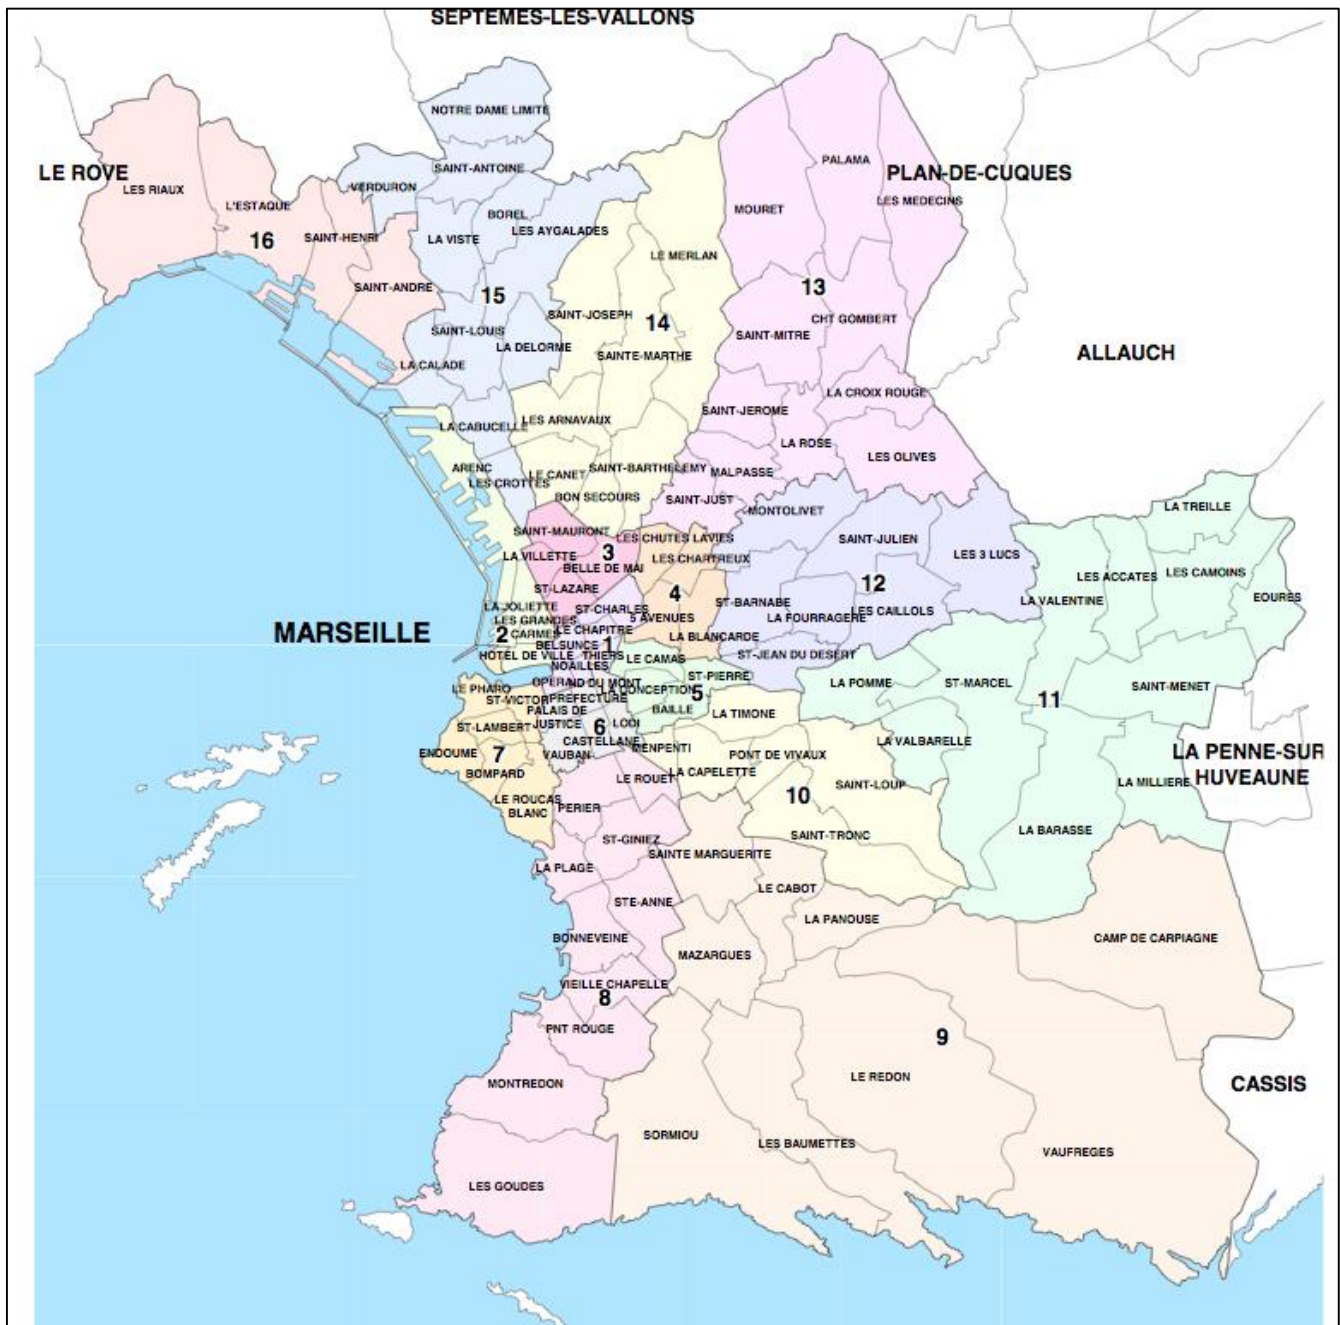 SEPTEMES-LES-VALLONS
NOTRE DAME LIMITE
LE ROVE
LES RIAUX
VERDURON
SAINT-ANTOINE
PALAMA
PLAN-DE-CUQUES
L'ESTAQUE
16
SAINT-HENRI
LA VISTE
BOREL
LES AYGALADES
MOURET
LES MEDECINS
SAINT-ANDRE
15
LE MERLAN
13
SAINT-LOUIS
SAINT-JOSEPH
14
SAINT-MITRE
CHT GOMBERT
LA CALADE
LA DELORME
SAINTE-MARTHE
ALLAUCH
LA CROIX ROUGE
LA CABUCELLE
LES ARNAVAUX
SAINT-JEROME
LA ROSE
LES OLIVES
ARENC
LES CROTTES
LE CANET
SAINT-BARTHELEMY
MALPASSE
BON SECOURS
SAINT-JUST
MONTOLIVET
LA TREILLE
SAINT-MAURONT
3
LES CHUTES LAVIES
SAINT-JULIEN
LES 3 LUCS
LA VILLETTE
BELLE DE MAI
LES CHARTREUX
LES ACCATES
LES CAMOINS
ST-LAZARE
4
12
LA VALENTINE
EOURES
LA JOLIETTE
ST-CHARLES
5 AVENUES
ST-BARNABE
LA FOURRAGERE
LES CAILLOLS
LES GRANDES
CARMES
2
MARSEILLE
LE CHAPITRE
BELSUNCE
1
LA BLANCARDE
HOTEL DE VILLE
THIERS
NOAILLES
LE CAMAS
ST-JEAN DU DESERT
LE PHARO
OPERA
ND DU MONT
LA CONCEPTION
ST-PIERRE
5
LA POMME
ST-MARCEL
11
SAINT-MENET
ST-VICTOR
PREFECTURE
PALAIS DE
JUSTICE
6
LODI
BAILLE
LA TIMONE
ST-LAMBERT
ENDOUME
7
VAUBAN
CASTELLANE
MENPENTI
PONT DE VIVAUX
LA VALBARELLE
LA PENNE-SUR
HUVEAUNE
BOMPARD
LE ROUET
LA CAPELETTE
SAINT-LOUP
LA MILLIERE
LE ROUCAS
BLANC
PERIER
10
ST-GINIEZ
SAINT-TRONC
LA BARASSE
SAINTE MARGUERITE
LA PLAGE
LE CABOT
STE-ANNE
LA PANOUSE
BONNEVEINE
MAZARGUES
CAMP DE CARPIAGNE
VIEILLE CHAPELLE
8
PNT ROUGE
9
MONTREDON
LE REDON
CASSIS
SORMIOU
LES BAUMETTES
VAUFREGES
LES GOUDES